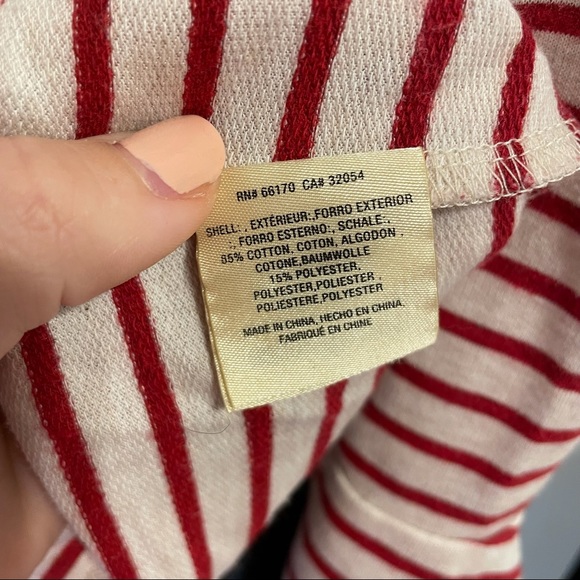 RN# 66170 CA# 32054
SHELL: , EXTÉRIEUR:,FORRO EXTERIOR
:, FORRO ESTERNO:, SCHALE:,
85% COTTON, COTON, ALGODON ,
COTONE,BAUMWOLLE
15% POLYESTER,
POLYESTER,POLIESTER ,
POLIESTERE,POLYESTER
MADE IN CHINA, HECHO EN CHINA,
FABRIQUÉ EN CHINE